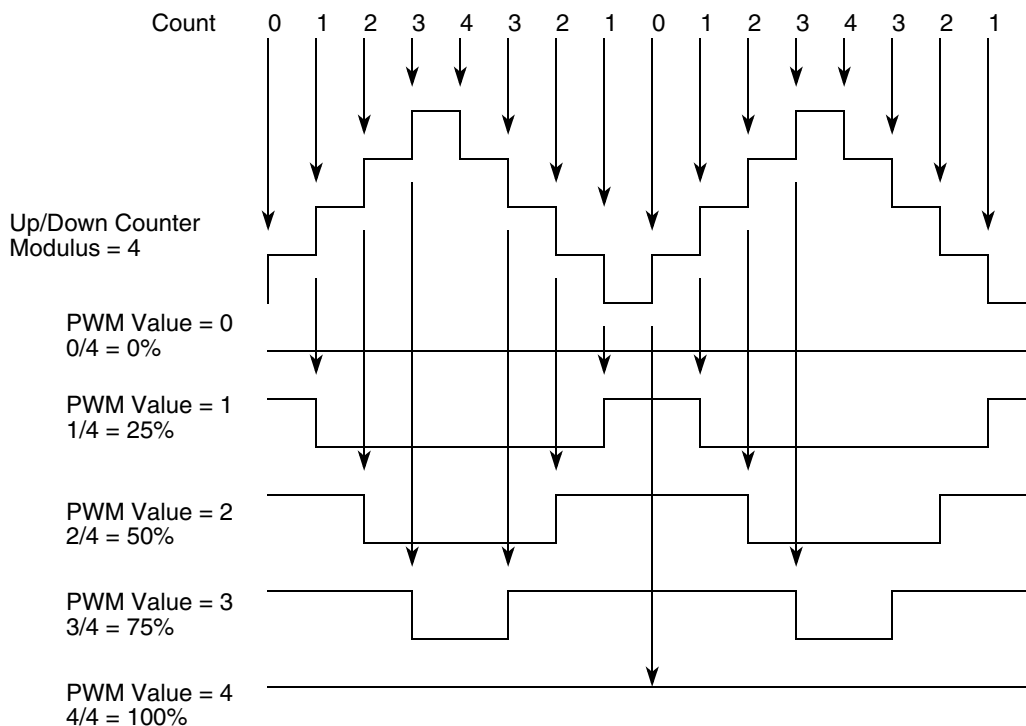 Count 0 1 2 3 4 3 2 1 0 1 2 3 4 3 2 1
Up/Down Counter
Modulus = 4
PWM Value = 0
0/4 = 0%
PWM Value = 1
1/4 = 25%
PWM Value = 2
2/4 = 50%
PWM Value = 3
3/4 = 75%
PWM Value = 4
4/4 = 100%